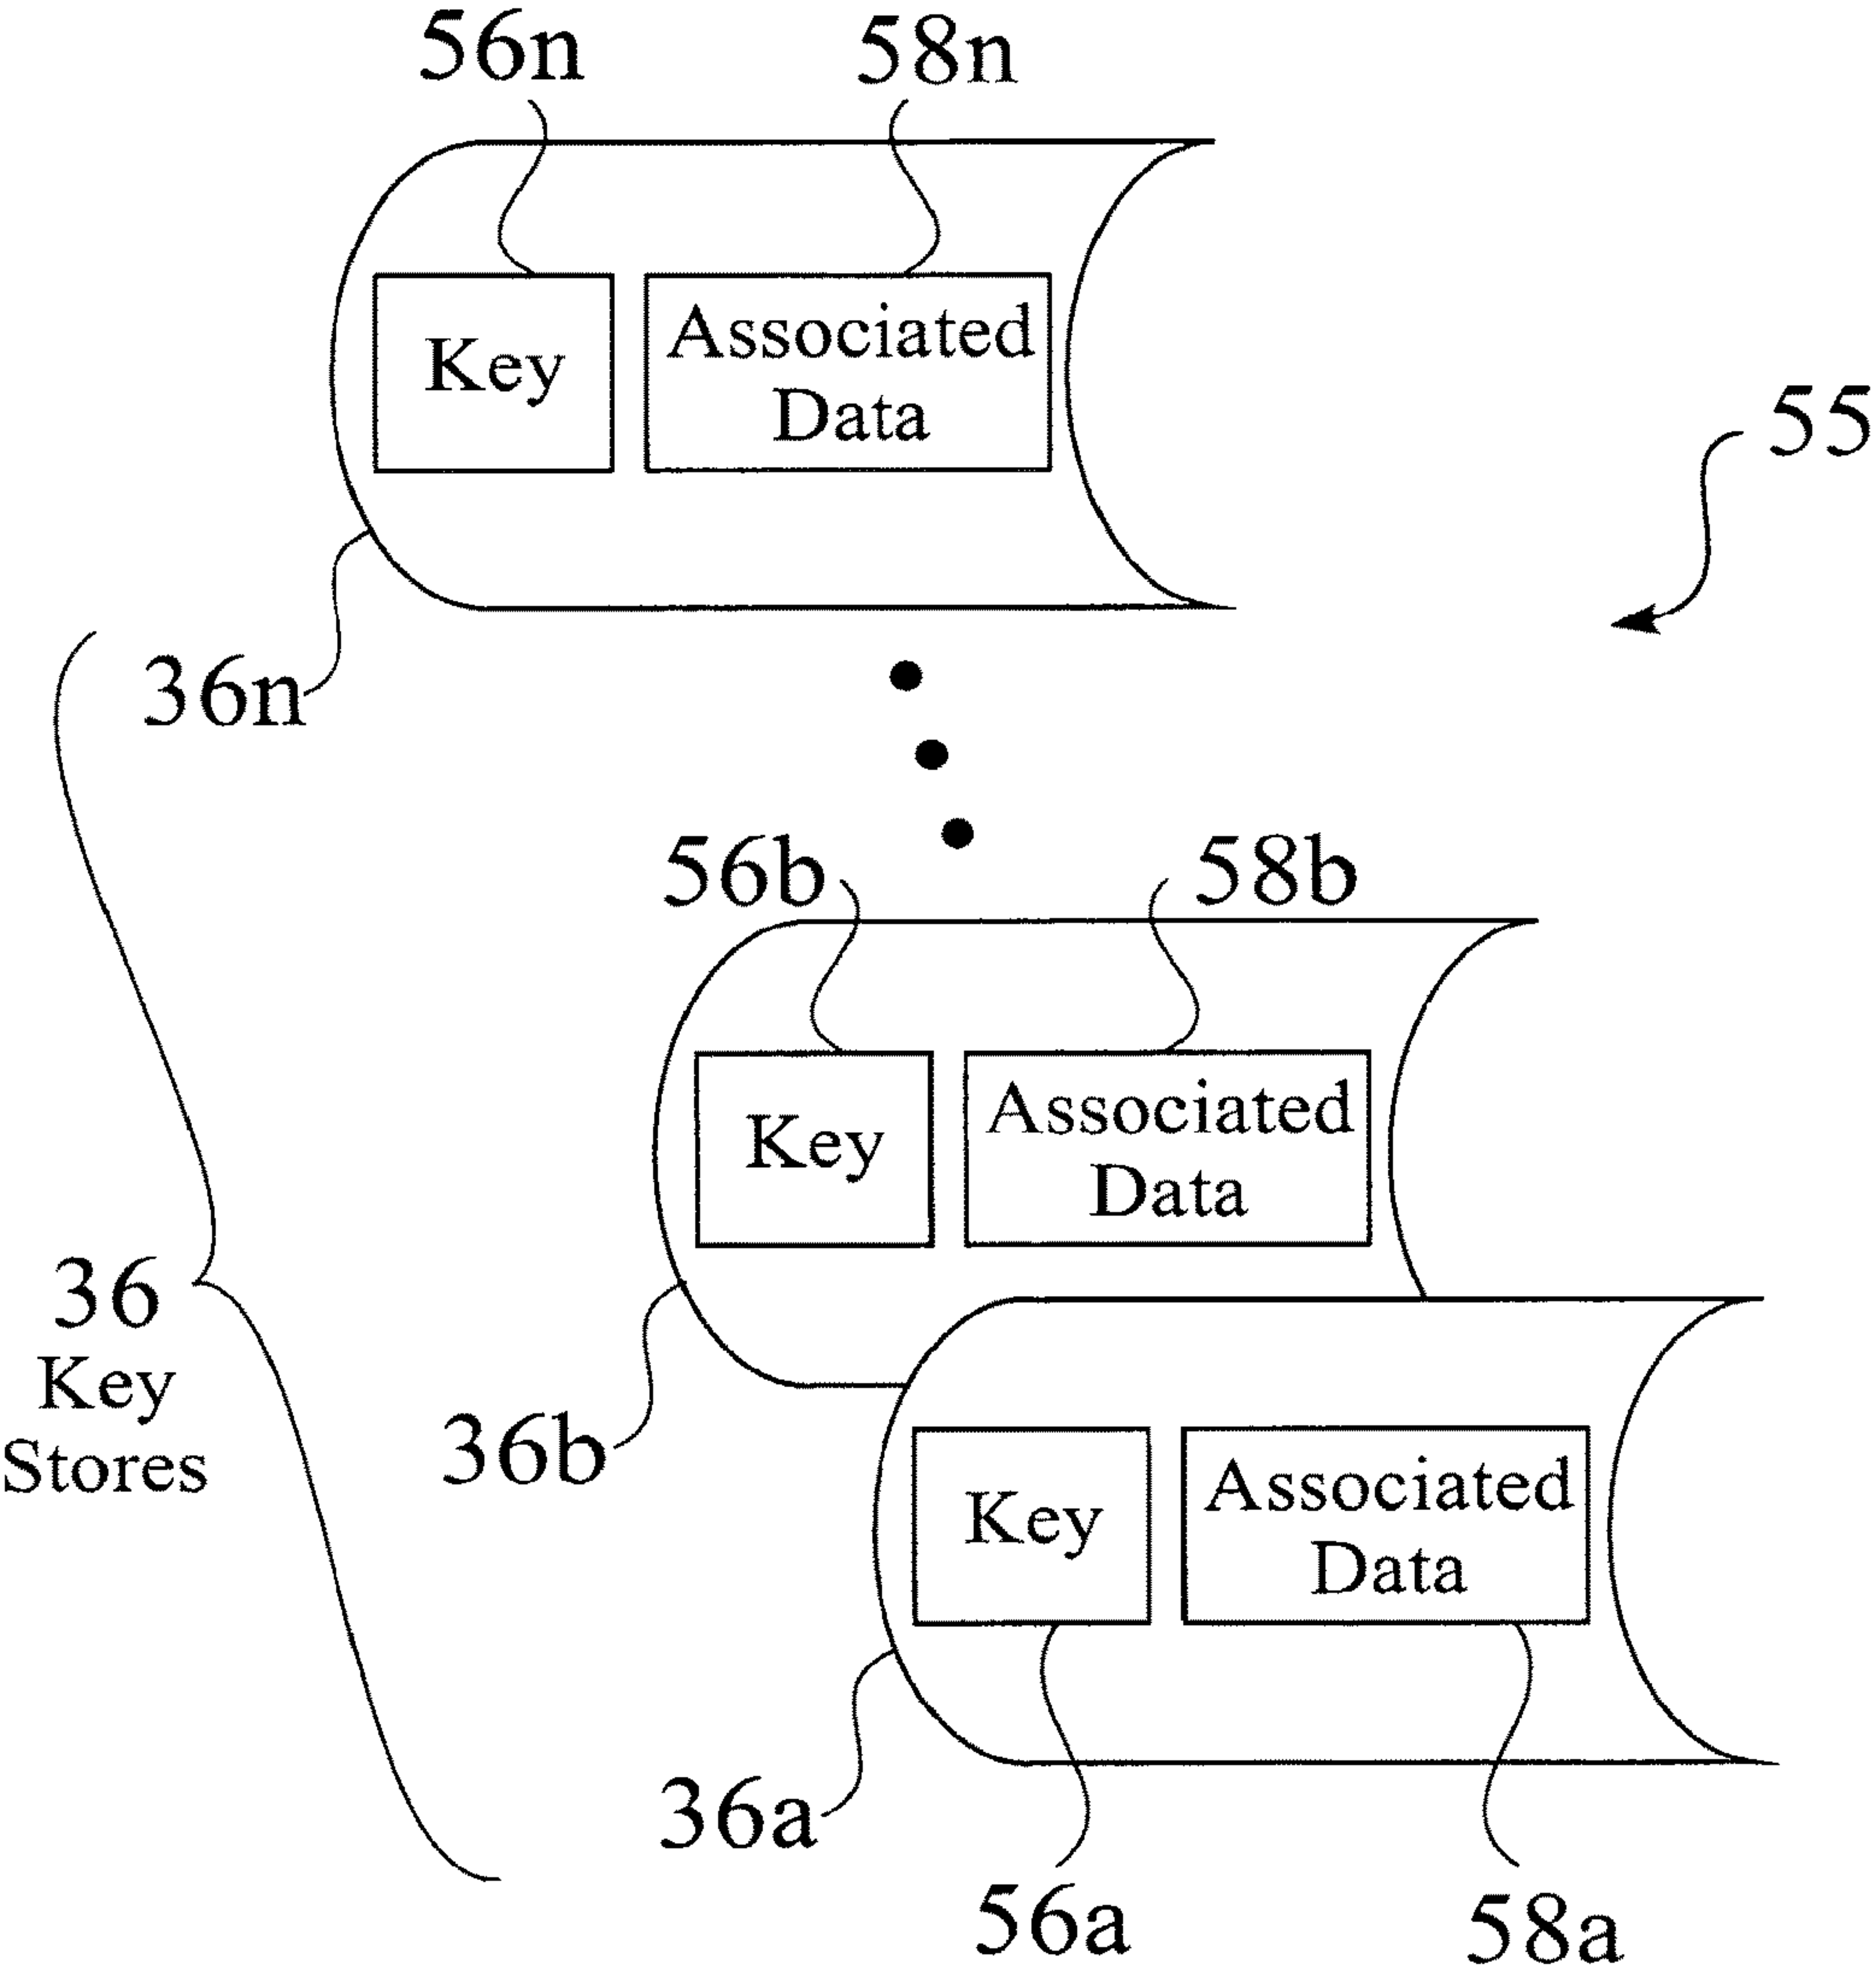 56n
58n
Key
Associated
Data
55
36n
56b
58b
Key
Associated
Data
36
Key
Stores
36b
Key
Associated
Data
36a
56a
58a